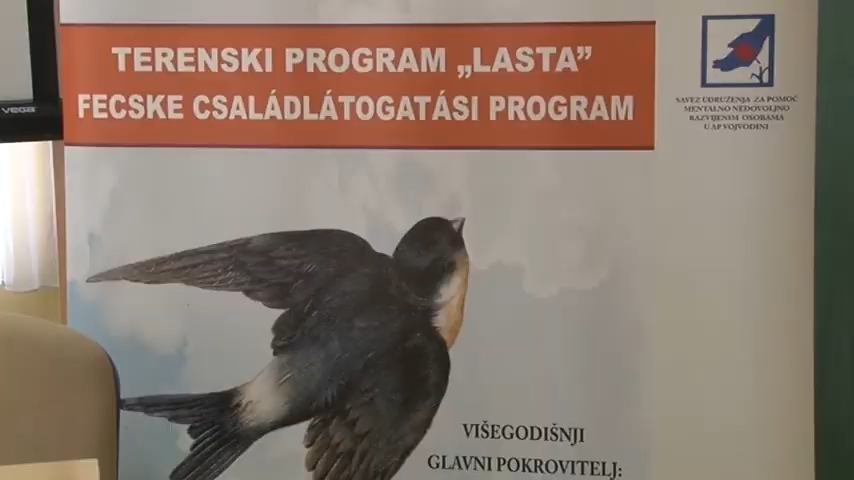 TERENSKI PROGRAM „LASTA”
FECSKE CSALÁDLÁTOGATÁSI PROGRAM
SAVEZ UDRUŽENJA ZA POMOĆ
MENTALNO NEDOVOLJNO
RAZVIJENIM OSOBAMA
U AP VOJVODINI
VEGA
VIŠEGODIŠNJI
GLAVNI POKROVITELJ: